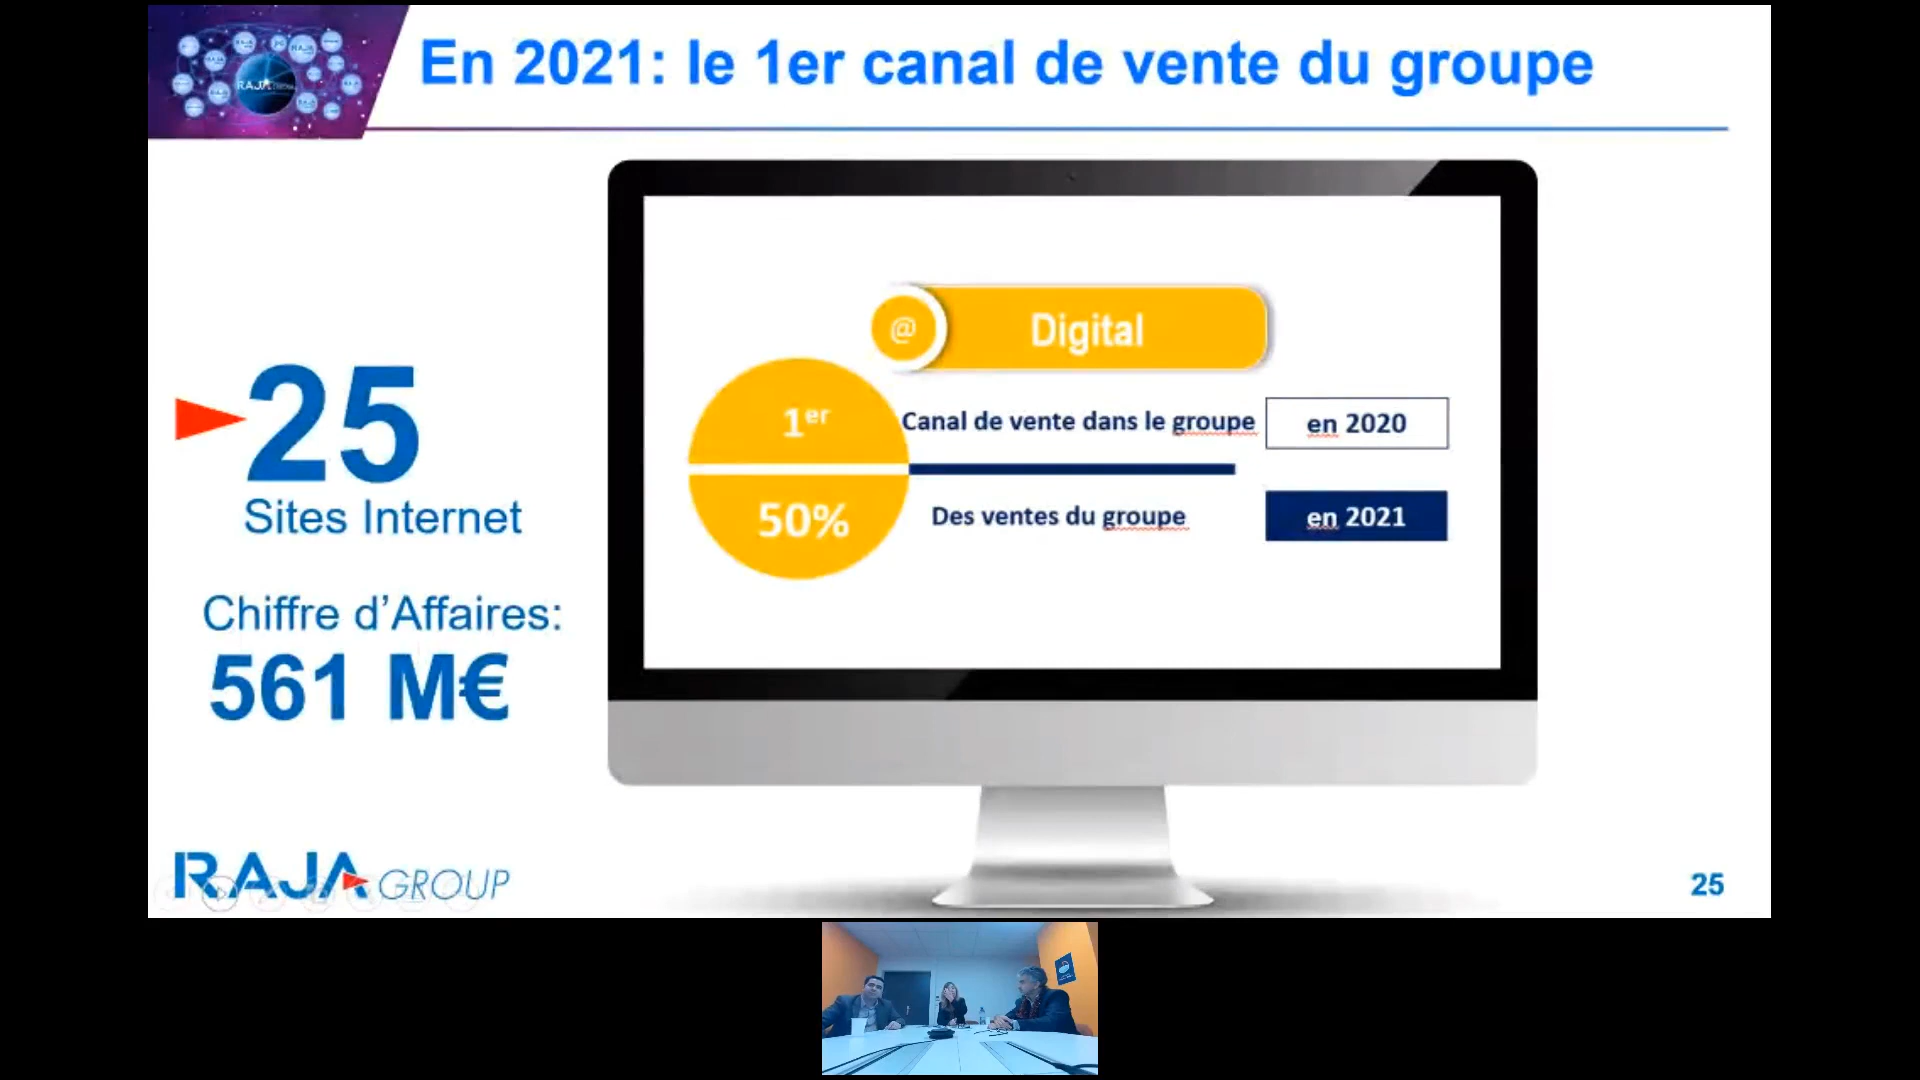 En 2021: le 1er canal de vente du groupe
25
Sites Internet
Chiffre d’Affaires:
561 M€
@
Digital
1er
Canal de vente dans le groupe
en 2020
50%
Des ventes du groupe
en 2021
RAJA GROUP
25